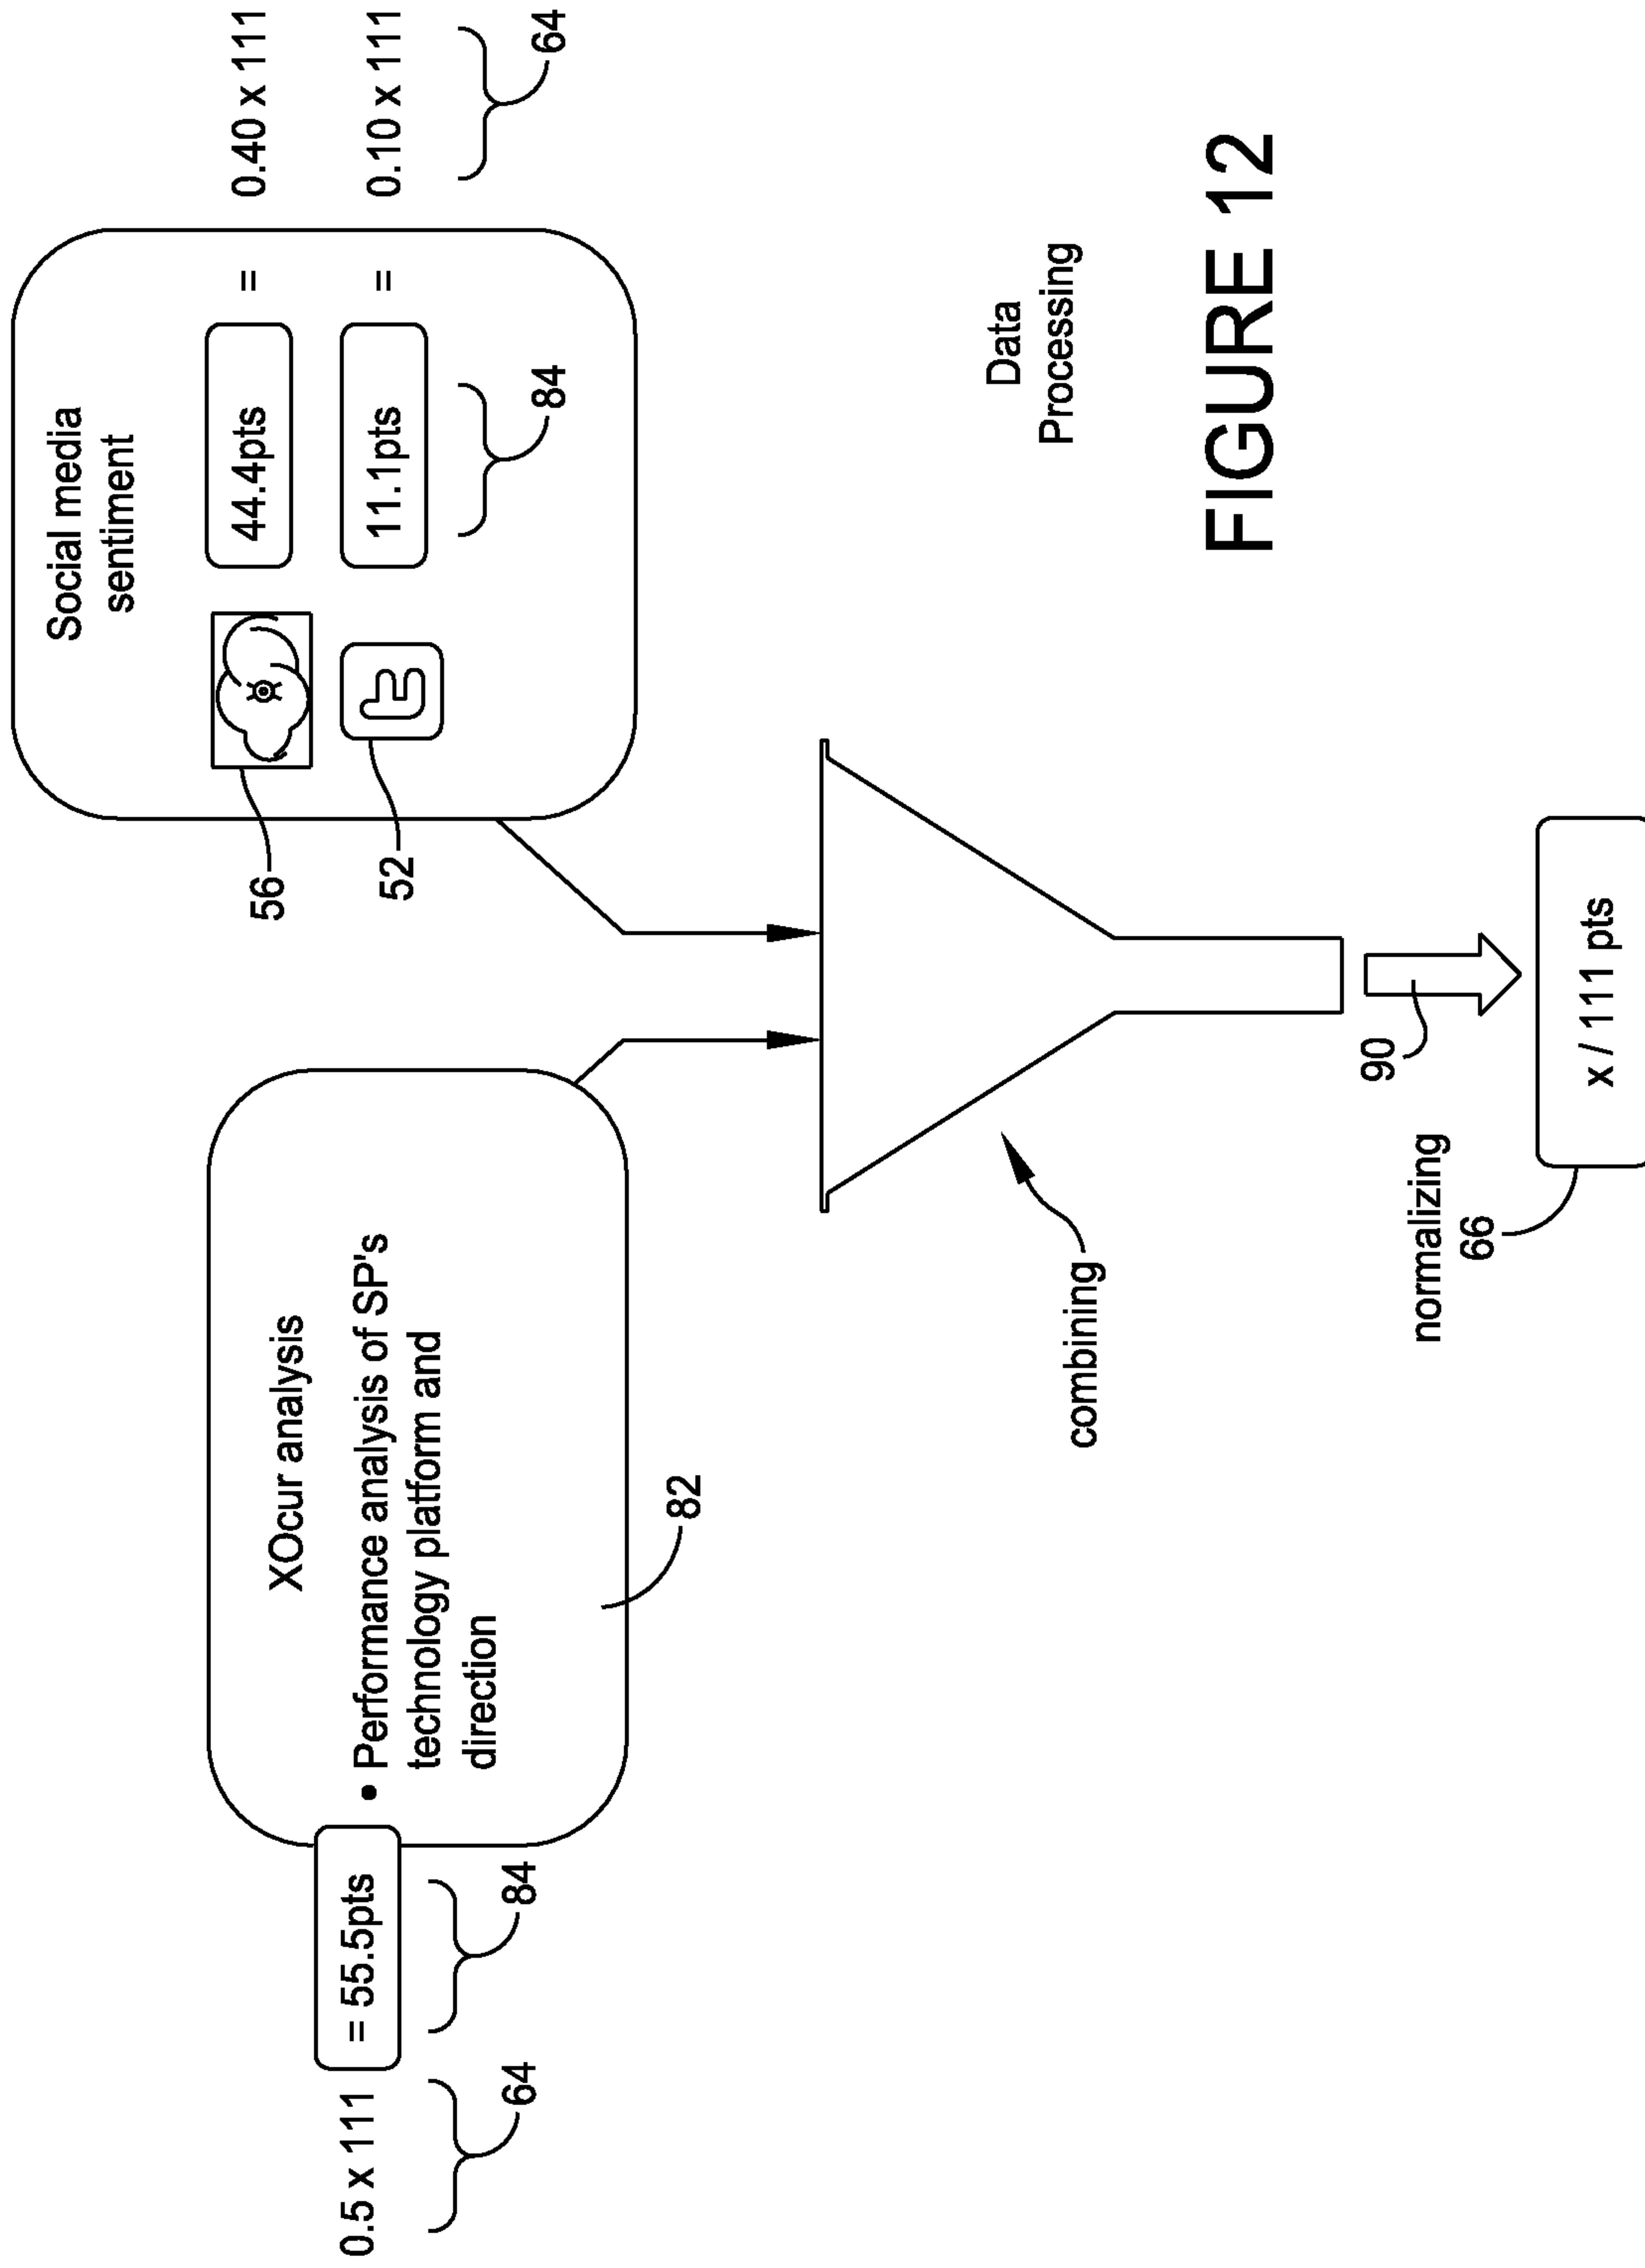 XOcur analysis
0.5 x 111
= 55.5pts
• Performance analysis of SP's
technology platform and
direction
64
84
82
Social media
sentiment
56
44.4pts
=
0.40 x 111
52
t
11.1pts
=
0.10 x 111
84
64
combining
Data
Processing
90
normalizing
66
x / 111 pts
FIGURE 12